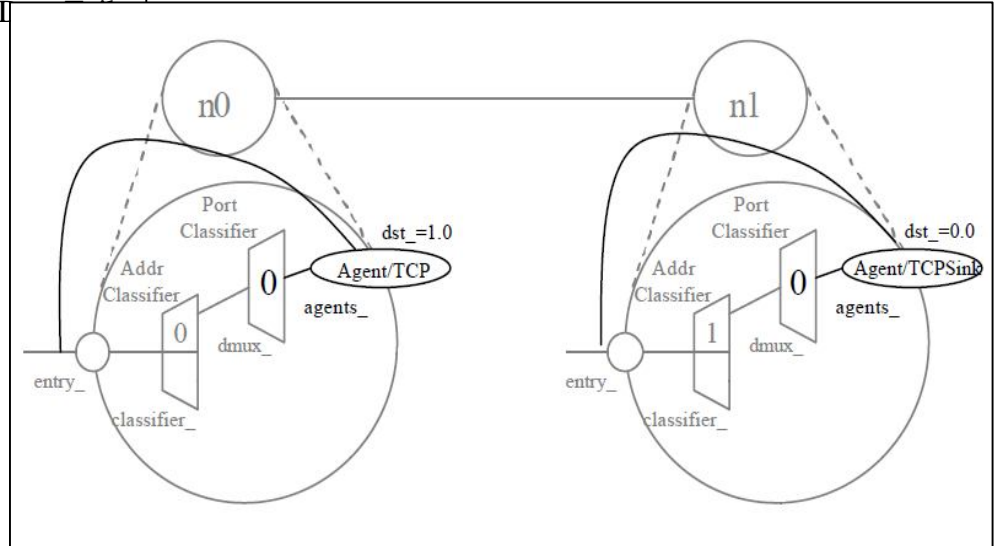 n0
n1
Port
Classifier
dst_=1.0
Addr
Classifier
0
Agent/TCP
agents_
0
dmux_
entry_
classifier_
Port
Classifier
dst_=0.0
Addr
Classifier
0
Agent/TCPSink
agents_
1
dmux_
entry_
classifier_